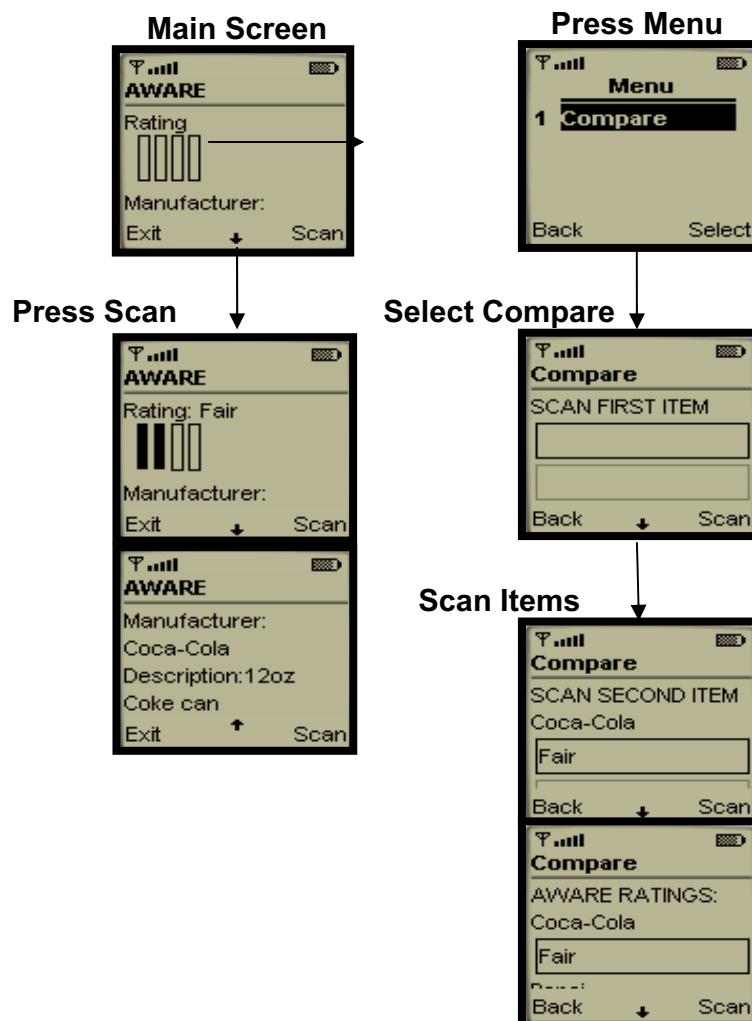 Main Screen
AWARE
Rating
Manufacturer:
Exit Scan
Press Scan
AWARE
Rating: Fair
Manufacturer:
Exit Scan
AWARE
Manufacturer:
Coca-Cola
Description:12oz
Coke can
Exit Scan
Press Menu
Menu
1 Compare
Back Select
Select Compare
Compare
SCAN FIRST ITEM
Back Scan
Scan Items
Compare
SCAN SECOND ITEM
Coca-Cola
Fair
Back Scan
Compare
AWARE RATINGS:
Coca-Cola
Fair
Back Scan